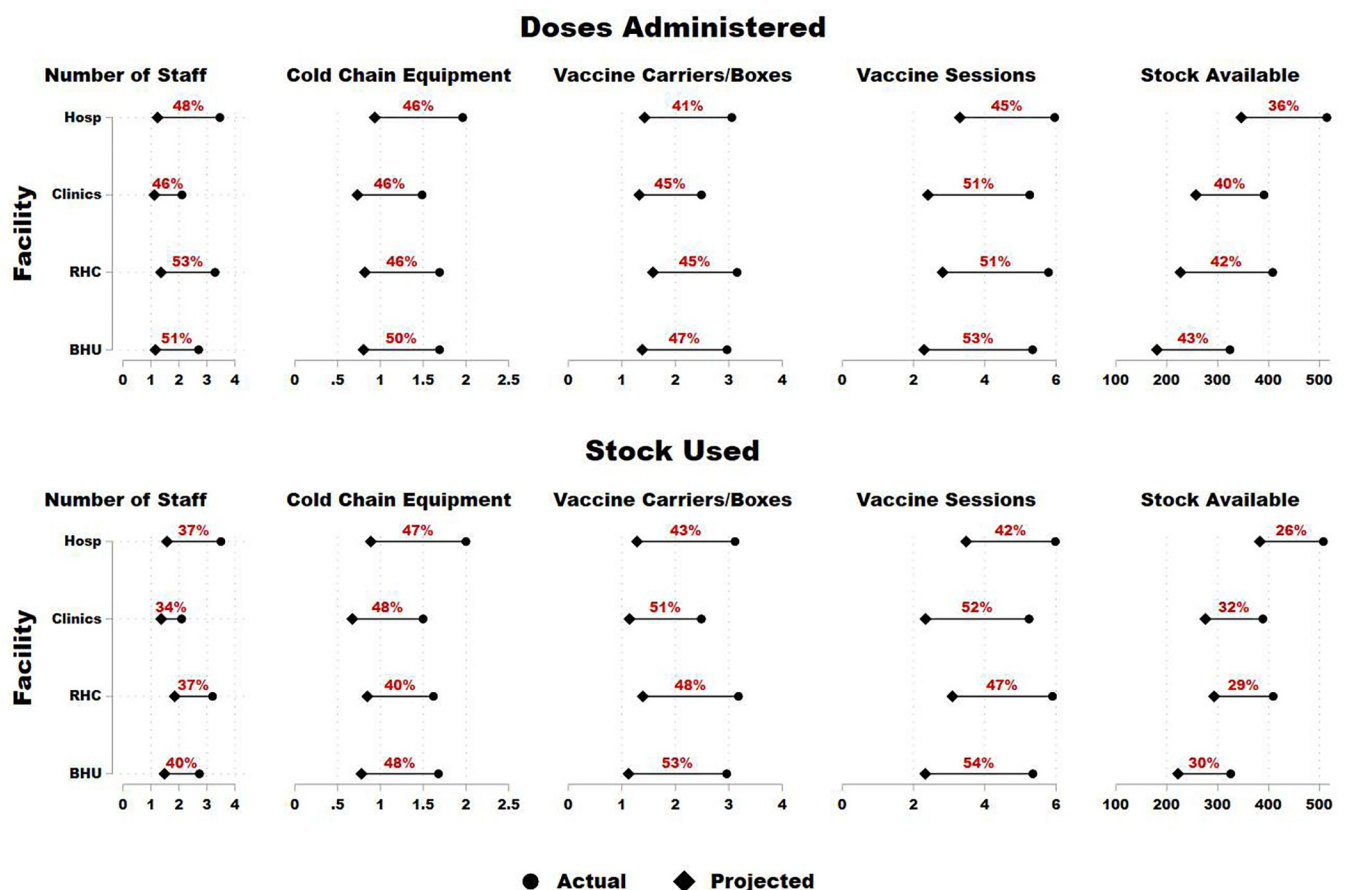 Doses Administered
Number of Staff Cold Chain Equipment Vaccine Carriers/Boxes Vaccine Sessions Stock Available
Facility
Hosp 48% 46% 41% 45% 36%
Clinics 46% 46% 45% 51% 40%
RHC 53% 46% 45% 51% 42%
BHU 51% 50% 47% 53% 43%
0 1 2 3 4 0 .5 1 1.5 2 2.5 0 1 2 3 4 0 2 4 6 100 200 300 400 500
Stock Used
Number of Staff Cold Chain Equipment Vaccine Carriers/Boxes Vaccine Sessions Stock Available
Facility
Hosp 37% 47% 43% 42% 26%
Clinics 34% 48% 51% 52% 32%
RHC 37% 40% 48% 47% 29%
BHU 40% 48% 53% 54% 30%
0 1 2 3 4 0 .5 1 1.5 2 2.5 0 1 2 3 4 0 2 4 6 100 200 300 400 500
Actual Projected